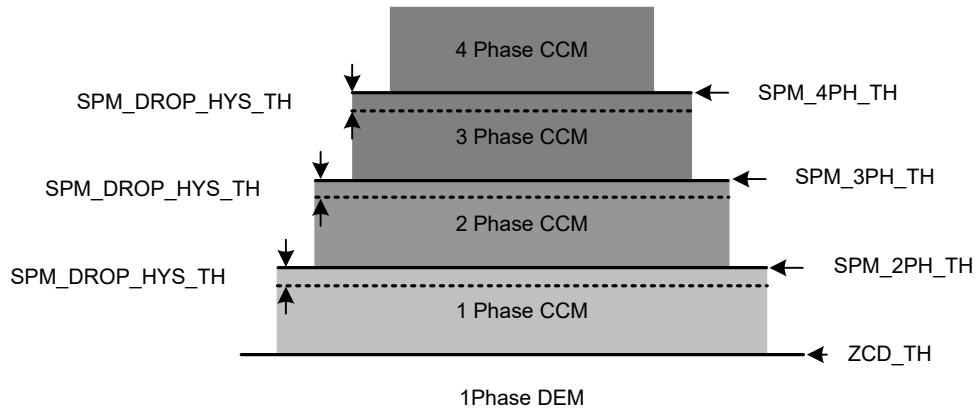 4 Phase CCM
SPM_DROP_HYS_TH
SPM_4PH_TH
3 Phase CCM
SPM_DROP_HYS_TH
SPM_3PH_TH
2 Phase CCM
SPM_DROP_HYS_TH
SPM_2PH_TH
1 Phase CCM
ZCD_TH
1Phase DEM